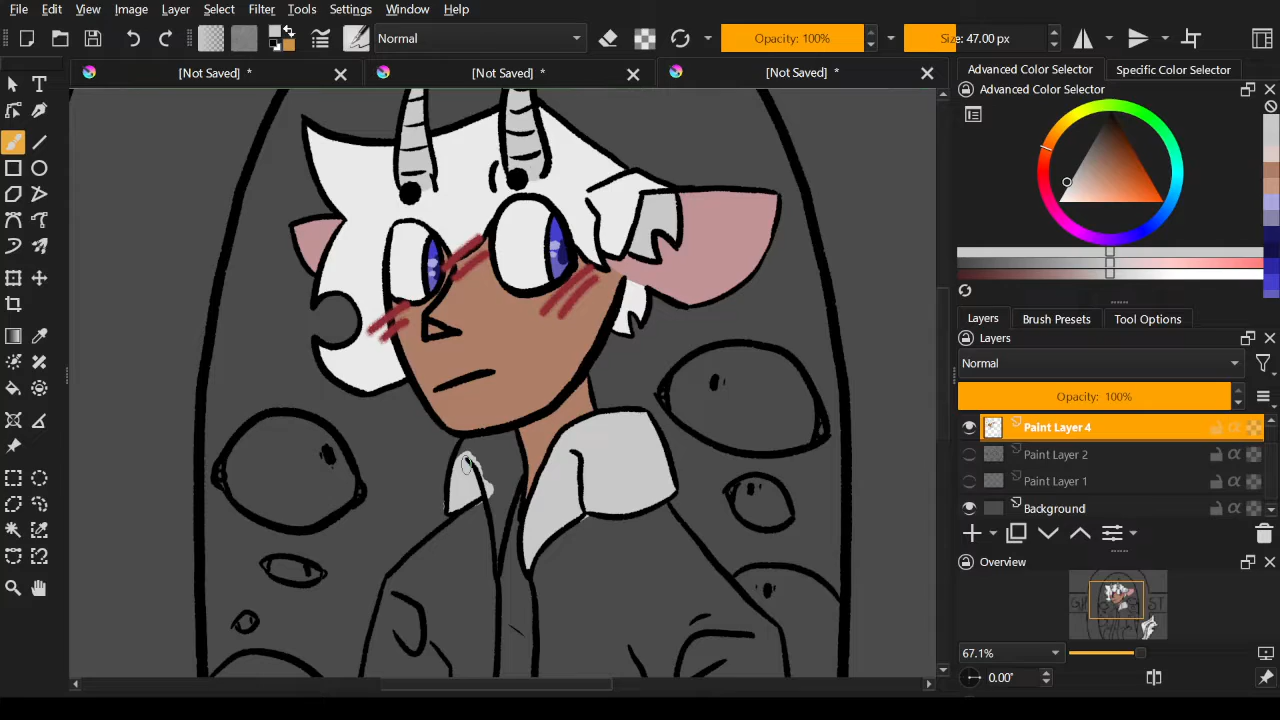 File Edit View Image Layer Select Filter Tools Settings Window Help
Normal Opacity: 100% Size: 47.00 px
[Not Saved] * [Not Saved] * [Not Saved] *
Advanced Color Selector Specific Color Selector
Advanced Color Selector
Layers Brush Presets Tool Options
Layers
Normal
Opacity: 100%
Paint Layer 4
Paint Layer 2
Paint Layer 1
Background
Overview
67.1%
0.00°